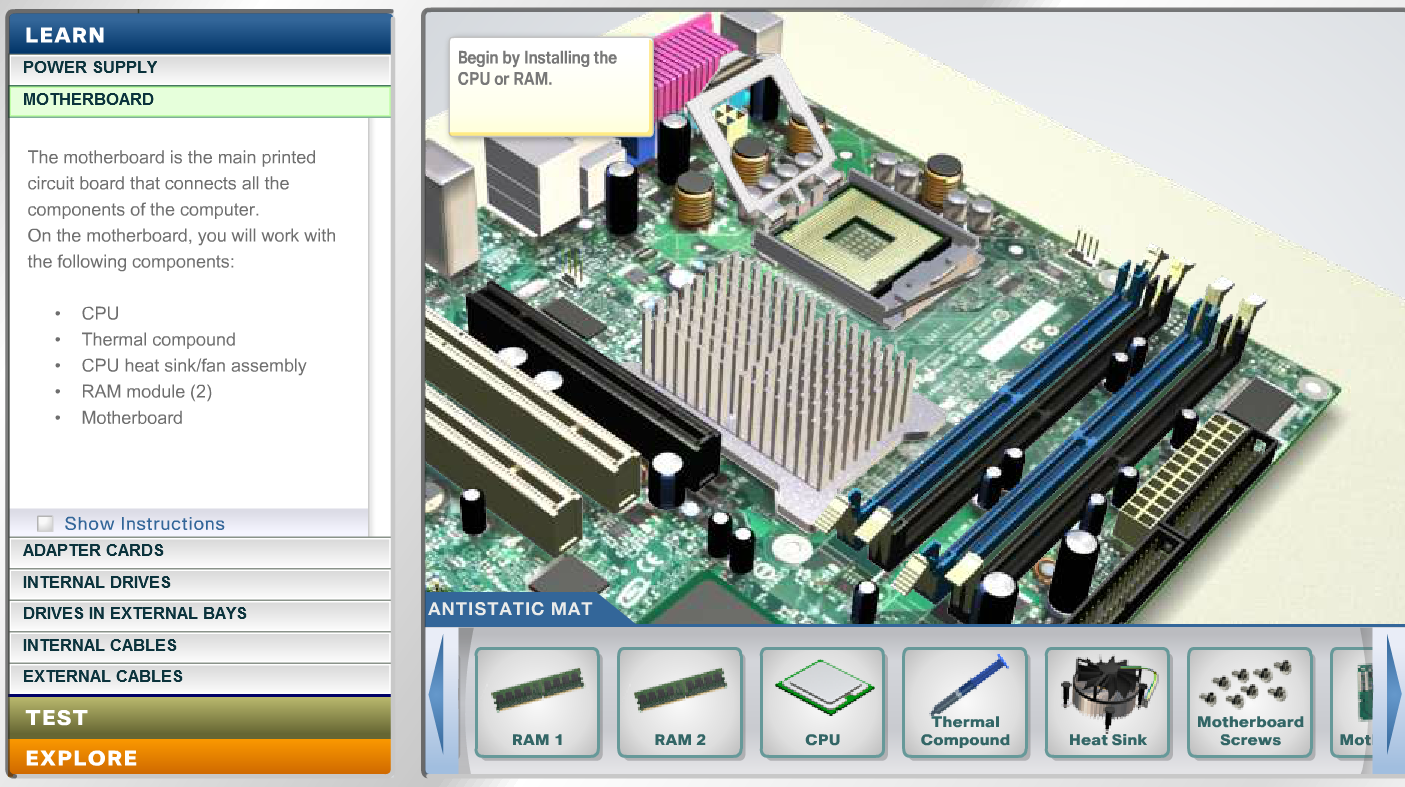 LEARN
POWER SUPPLY
MOTHERBOARD
The motherboard is the main printed
circuit board that connects all the
components of the computer.
On the motherboard, you will work with
the following components:
• CPU
• Thermal compound
• CPU heat sink/fan assembly
• RAM module (2)
• Motherboard
Show Instructions
ADAPTER CARDS
INTERNAL DRIVES
DRIVES IN EXTERNAL BAYS
INTERNAL CABLES
EXTERNAL CABLES
TEST
EXPLORE
Begin by Installing the
CPU or RAM.
ANTISTATIC MAT
RAM 1
RAM 2
CPU
Thermal
Compound
Heat Sink
Motherboard
Screws
Mot